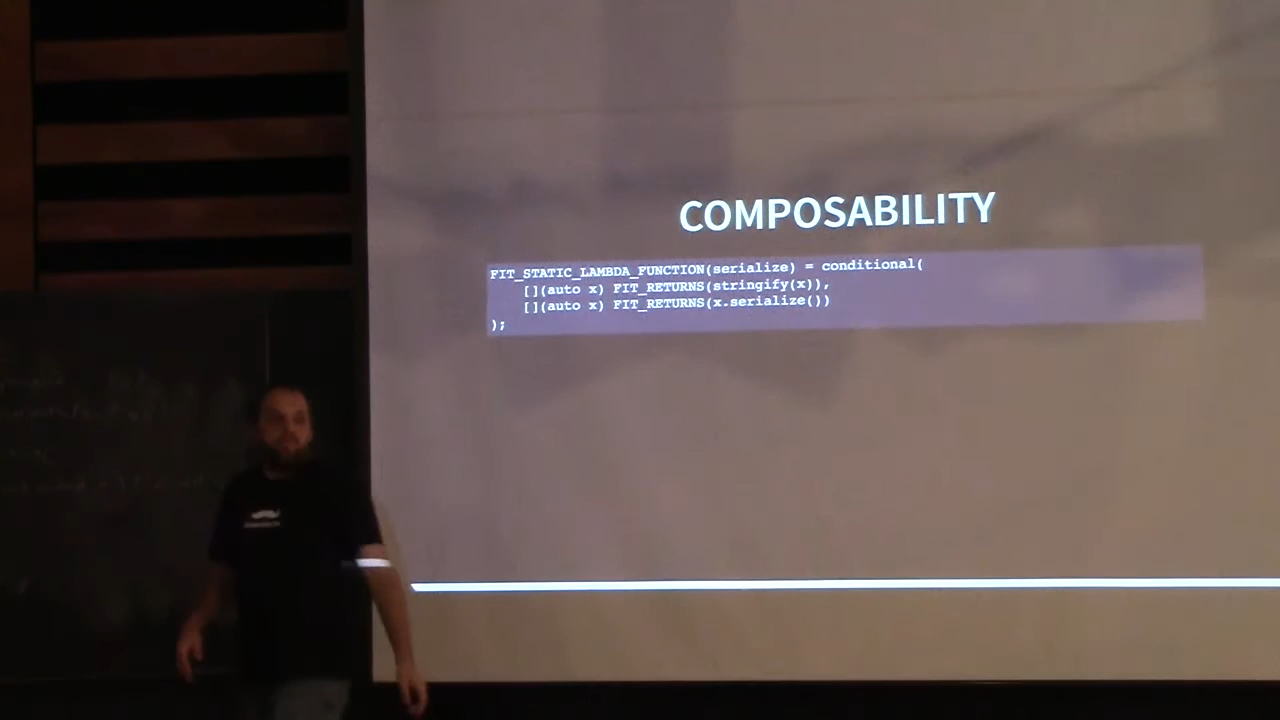 COMPOSABILITY
FIT_STATIC_LAMBDA_FUNCTION(serialize) = conditional(
    [](auto x) FIT_RETURNS(stringify(x)),
    [](auto x) FIT_RETURNS(x.serialize())
);